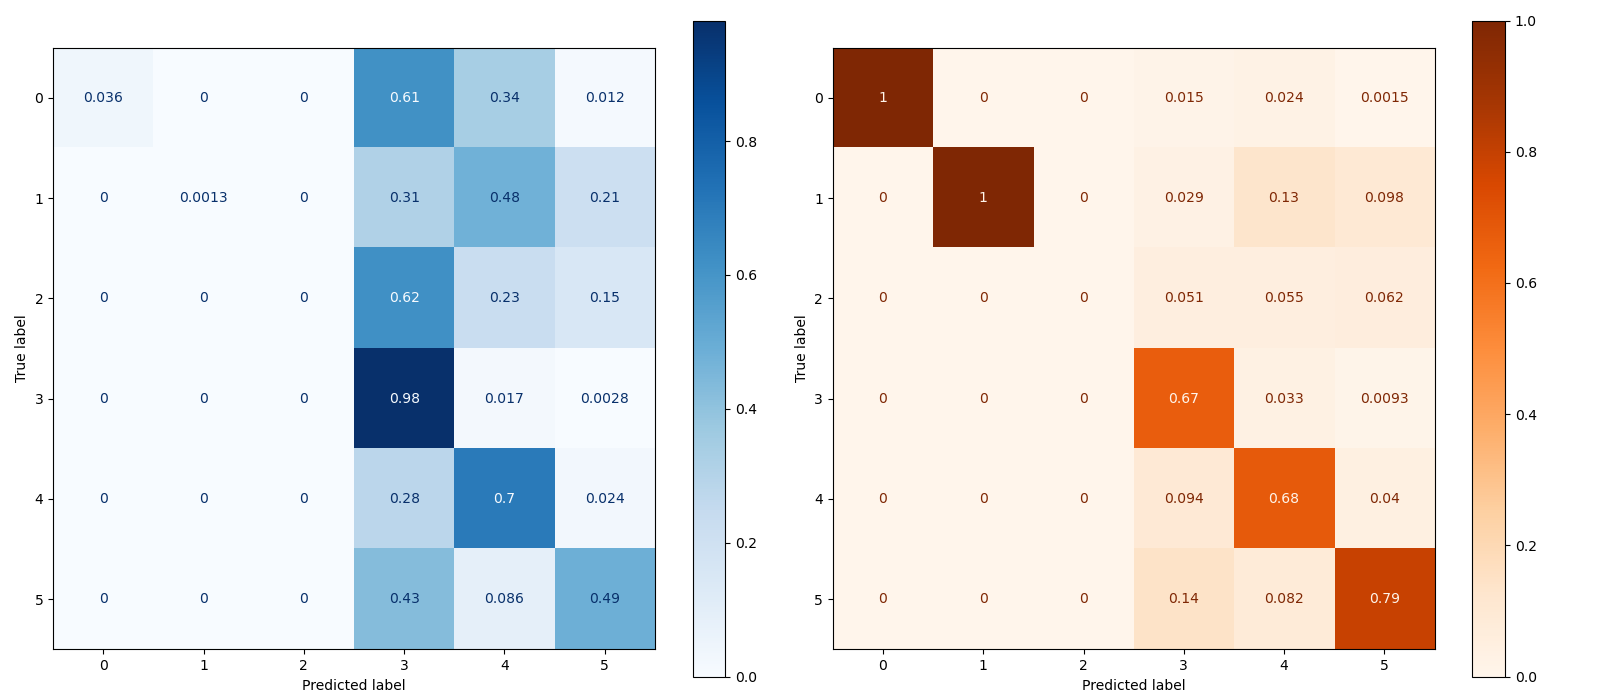 0 0.036 0 0 0.61 0.34 0.012
1 0 0.0013 0 0.31 0.48 0.21
2 0 0 0 0.62 0.23 0.15
3 0 0 0 0.98 0.017 0.0028
4 0 0 0 0.28 0.7 0.024
5 0 0 0 0.43 0.086 0.49
0 1 2 3 4 5
Predicted label
True label
0.8
0.6
0.4
0.2
0.0
0 1 0 0 0.015 0.024 0.0015
1 0 1 0 0.029 0.13 0.098
2 0 0 0 0.051 0.055 0.062
3 0 0 0 0.67 0.033 0.0093
4 0 0 0 0.094 0.68 0.04
5 0 0 0 0.14 0.082 0.79
0 1 2 3 4 5
Predicted label
True label
1.0
0.8
0.6
0.4
0.2
0.0